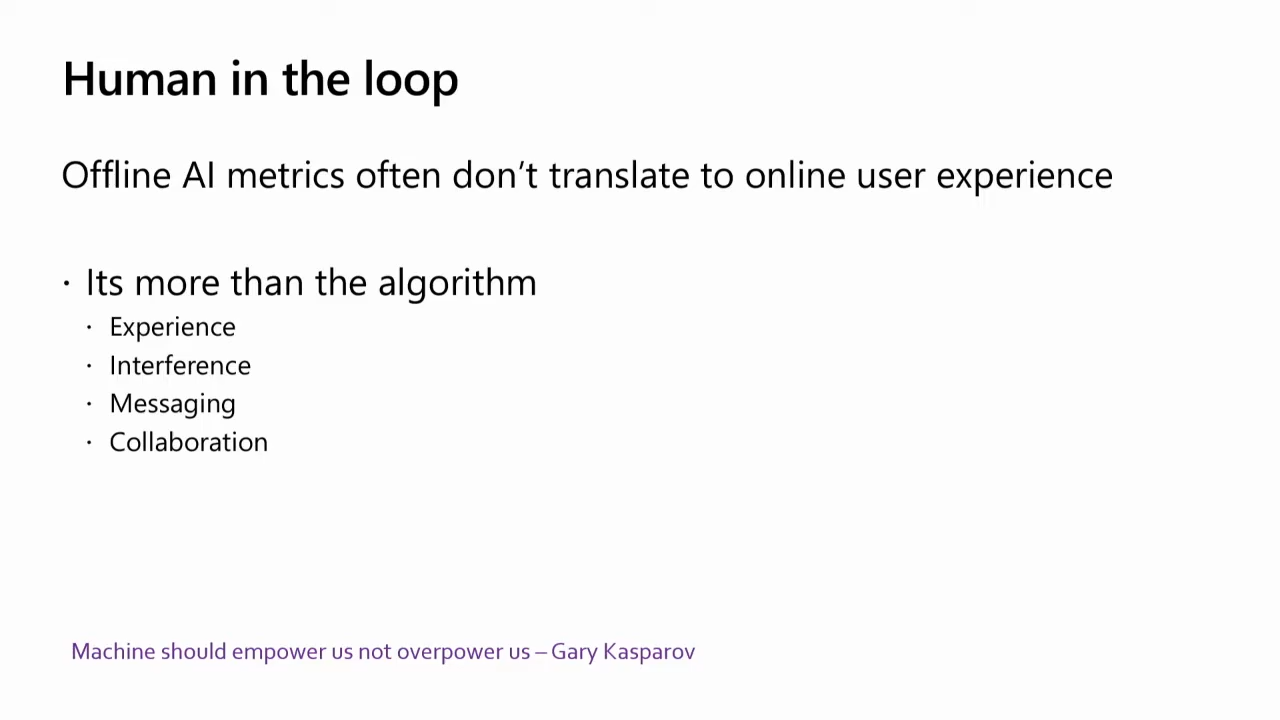 Human in the loop
Offline AI metrics often don't translate to online user experience
· Its more than the algorithm
· Experience
· Interference
· Messaging
· Collaboration
Machine should empower us not overpower us – Gary Kasparov